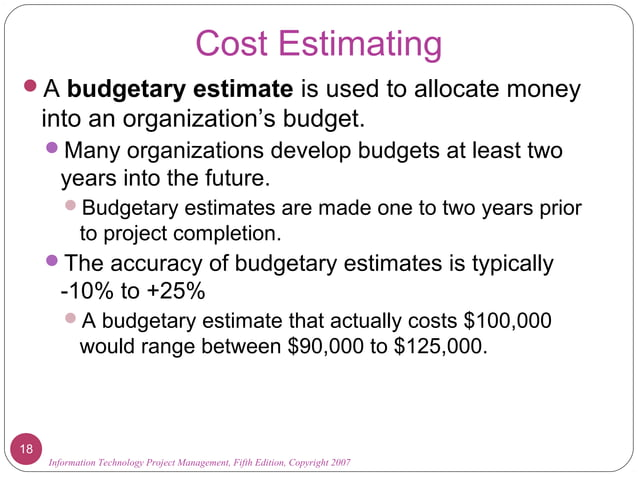 Cost Estimating
A budgetary estimate is used to allocate money
into an organization’s budget.
Many organizations develop budgets at least two
years into the future.
Budgetary estimates are made one to two years prior
to project completion.
The accuracy of budgetary estimates is typically
-10% to +25%
A budgetary estimate that actually costs $100,000
would range between $90,000 to $125,000.
18
Information Technology Project Management, Fifth Edition, Copyright 2007